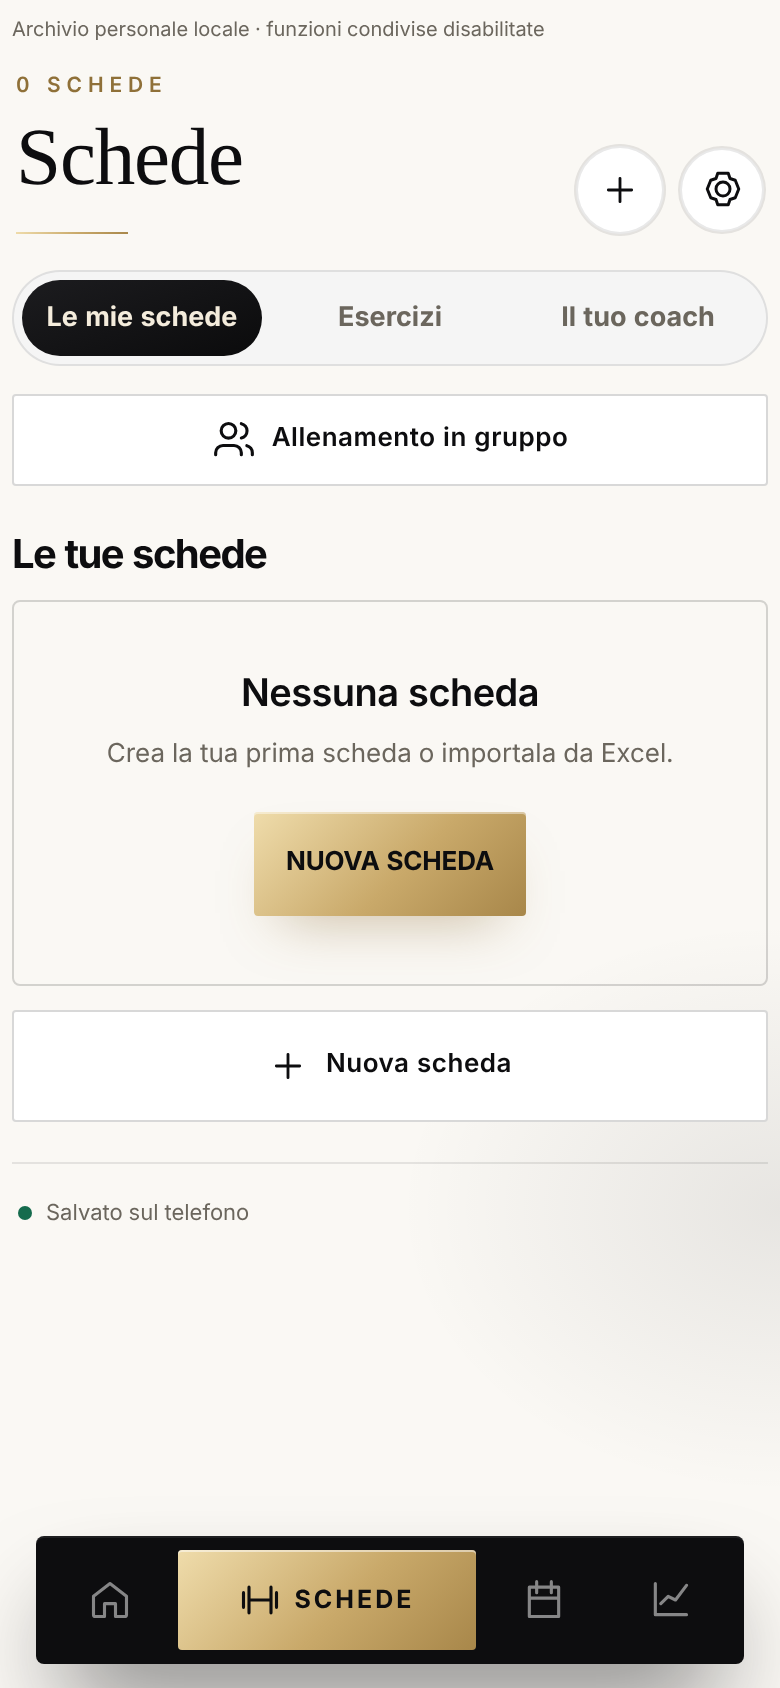 Archivio personale locale · funzioni condivise disabilitate
0 SCHEDE
Schede
Le mie schede
Esercizi
Il tuo coach
Allenamento in gruppo
Le tue schede
Nessuna scheda
Crea la tua prima scheda o importala da Excel.
NUOVA SCHEDA
Nuova scheda
Salvato sul telefono
SCHEDE